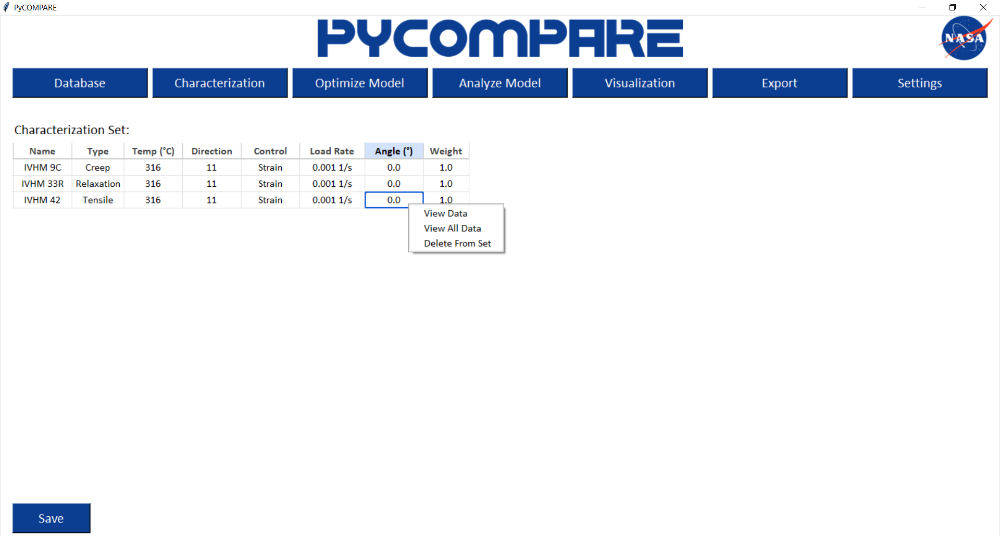 PyCOMPARE
PYCOMPARE
NASA
Database Characterization Optimize Model Analyze Model Visualization Export Settings
Characterization Set:
Name Type Temp (°C) Direction Control Load Rate Angle (°) Weight
IVHM 9C Creep 316 11 Strain 0.001 1/s 0.0 1.0
IVHM 33R Relaxation 316 11 Strain 0.001 1/s 0.0 1.0
IVHM 42 Tensile 316 11 Strain 0.001 1/s 0.0 1.0
View Data
View All Data
Delete From Set
Save